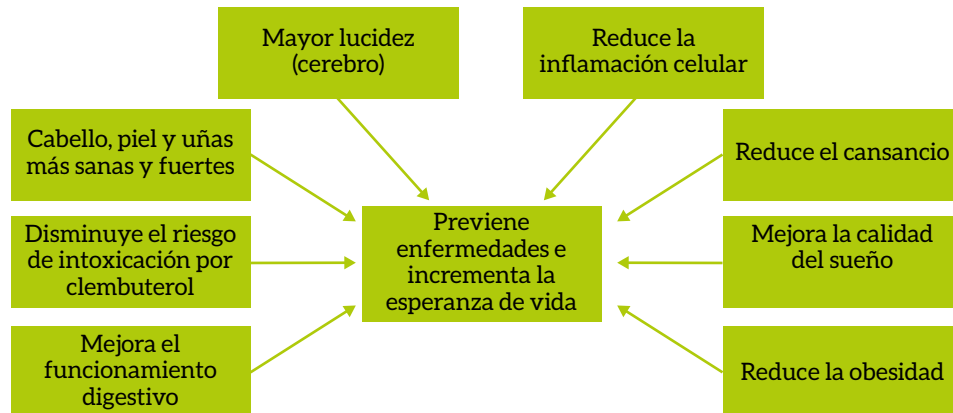 Mayor lucidez
(cerebro)
Reduce la
inflamación celular
Cabello, piel y uñas
más sanas y fuertes
Reduce el cansancio
Disminuye el riesgo
de intoxicación por
clembuterol
Previene
enfermedades e
incrementa la
esperanza de vida
Mejora la calidad
del sueño
Mejora el
funcionamiento
digestivo
Reduce la obesidad